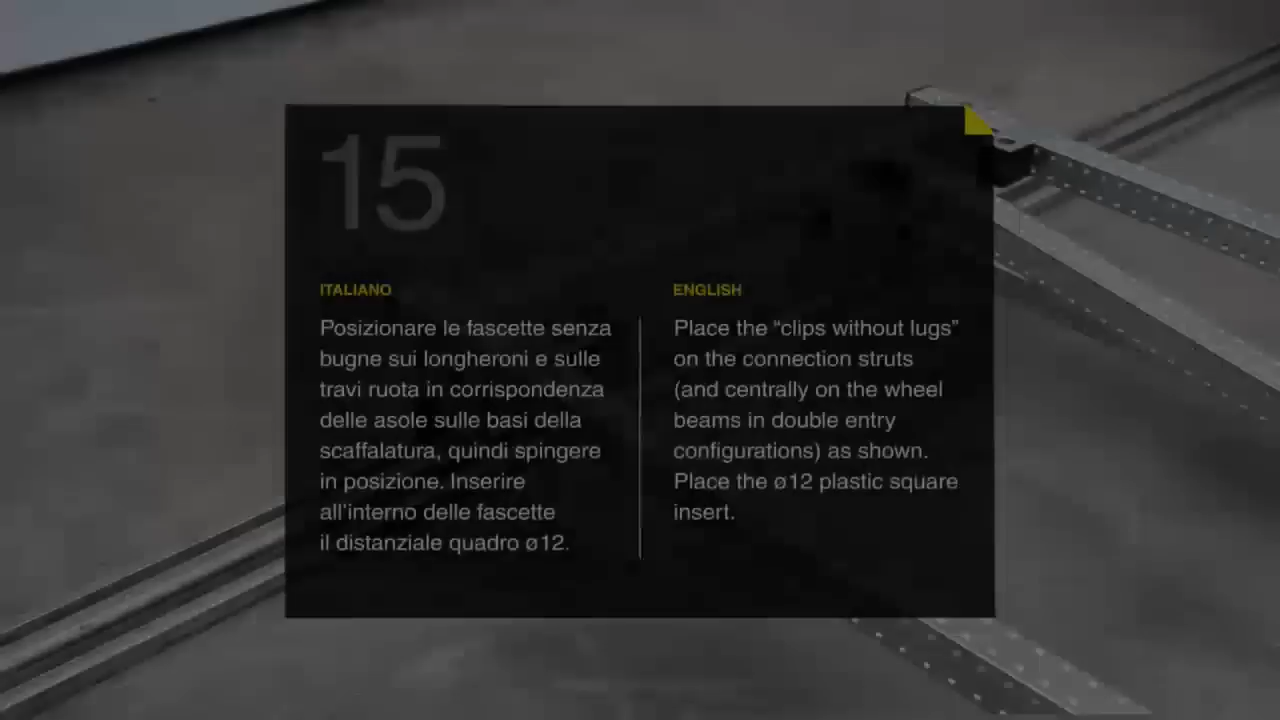 15
ITALIANO
Posizionare le fascette senza
bugne sui longheroni e sulle
travi ruota in corrispondenza
delle asole sulle basi della
scaffalatura, quindi spingere
in posizione. Inserire
all'interno delle fascette
il distanziale quadro ø12.
ENGLISH
Place the “clips without lugs”
on the connection struts
(and centrally on the wheel
beams in double entry
configurations) as shown.
Place the ø12 plastic square
insert.